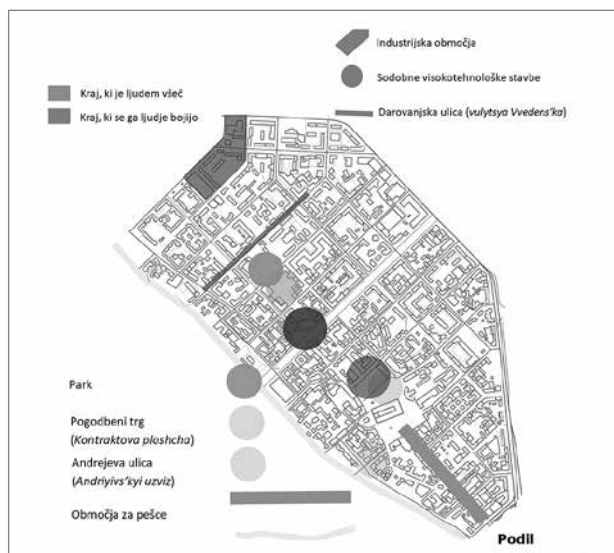 Industrijska območja
Sodobne visokotehnološke stavbe
Kraj, ki je ljudem všeč
Kraj, ki se ga ljudje bojijo
Darovanjska ulica (vulytsya Vvedens'ka)
Park
Pogodbeni trg
(Kontraktova ploshcha)
Andrejeva ulica
(Andriyivs'kyi uzviz)
Območja za pešce
Podil